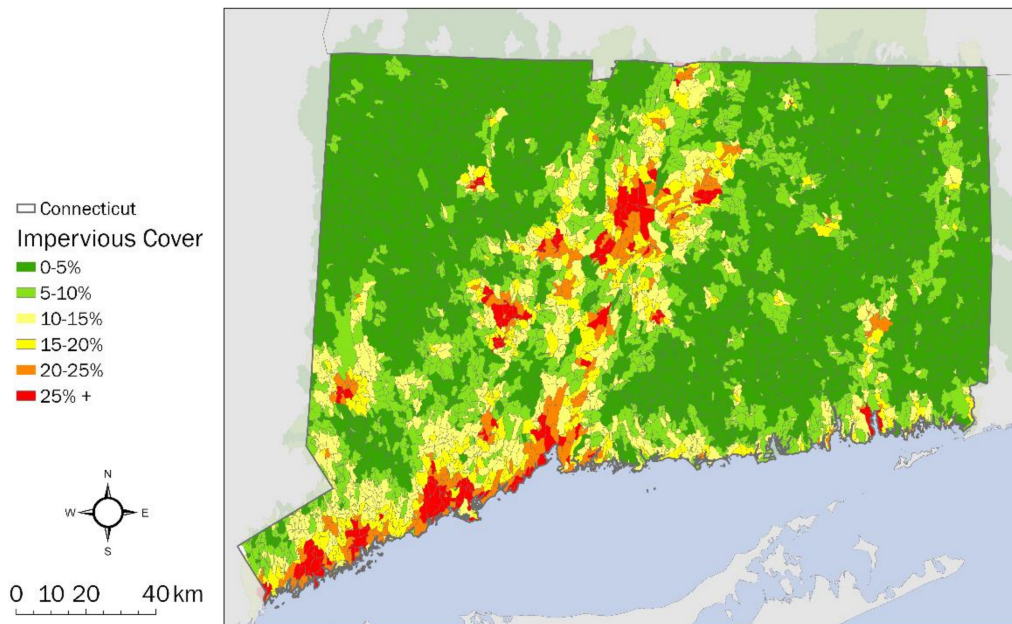 Connecticut
Impervious Cover
0-5%
5-10%
10-15%
15-20%
20-25%
25% +
N
W E
S
0 10 20 40 km